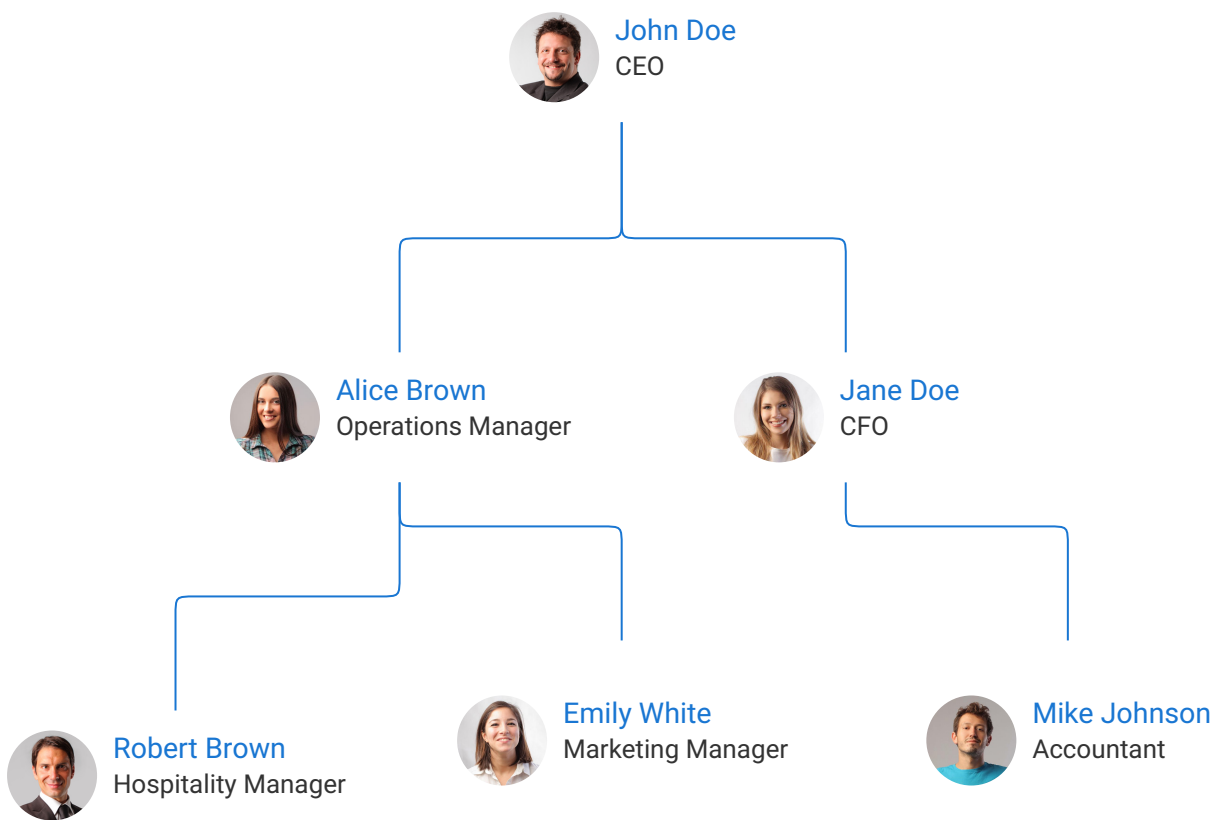 John Doe
CEO
Alice Brown
Operations Manager
Jane Doe
CFO
Robert Brown
Hospitality Manager
Emily White
Marketing Manager
Mike Johnson
Accountant